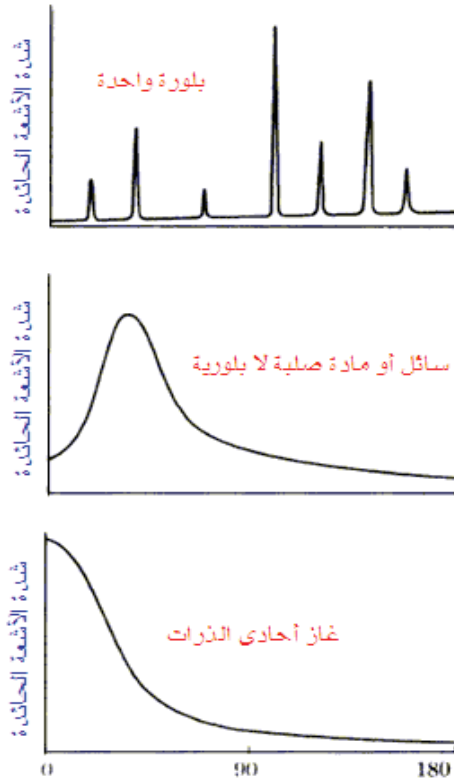 شدة الأشعة الحائدة
بلورة واحدة
شدة الأشعة الحائدة
سائل أو مادة صلبة لا بلورية
شدة الأشعة الحائدة
غاز أحادى الذرات
0 90 180